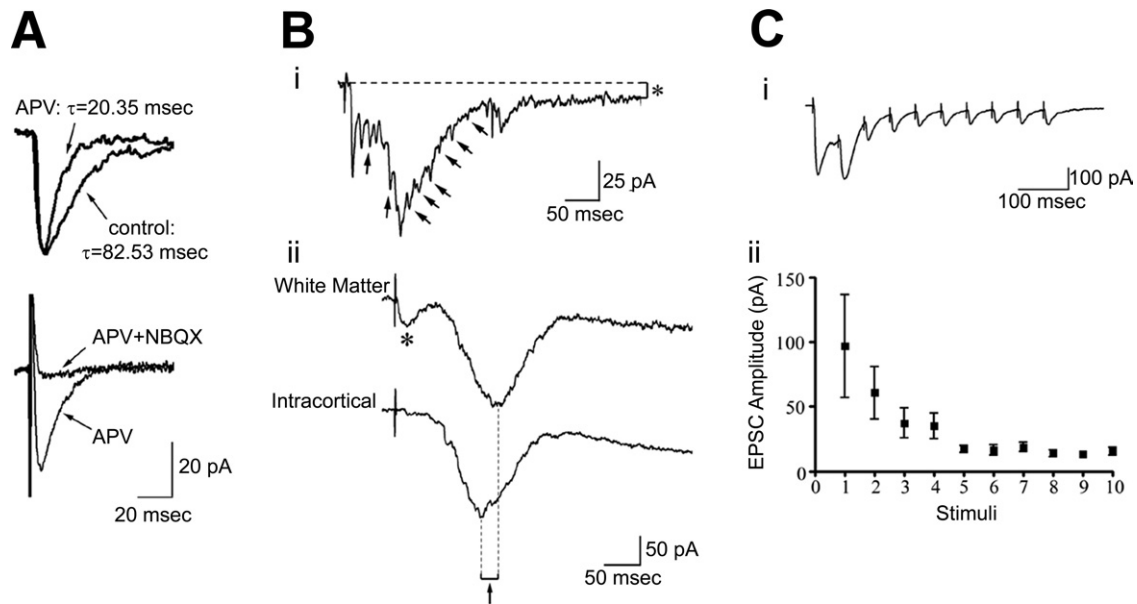 A
APV: τ=20.35 msec
control:
τ=82.53 msec
APV+NBQX
APV
20 pA
20 msec
B
i
*
25 pA
50 msec
ii
White Matter
*
Intracortical
50 pA
50 msec
C
i
100 pA
100 msec
ii
EPSC Amplitude (pA)
150
100
50
0
0 1 2 3 4 5 6 7 8 9 10
Stimuli